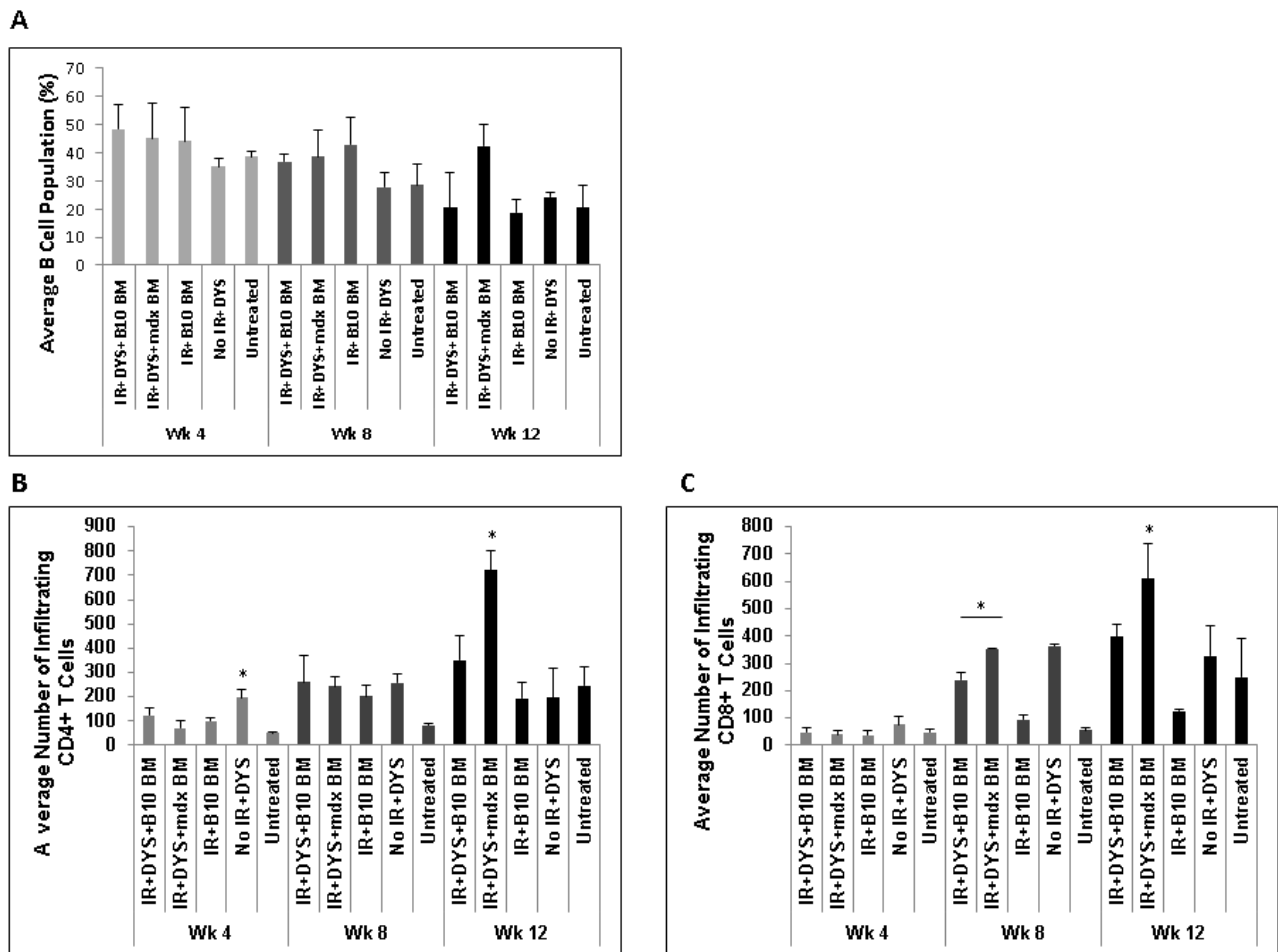 A
Average B Cell Population (%)
70
60
50
40
30
20
10
0
IR+DYS+B10 BM
IR+DYS+mdx BM
IR+B10 BM
No IR+DYS
Untreated
IR+DYS+B10 BM
IR+DYS+mdx BM
IR+B10 BM
No IR+DYS
Untreated
IR+DYS+B10 BM
IR+DYS+mdx BM
IR+B10 BM
No IR+DYS
Untreated
Wk 4
Wk 8
Wk 12
B
A verage Number of Infiltrating
CD4+ T Cells
900
800
700
600
500
400
300
200
100
0
*
*
IR+DYS+B10 BM
IR+DYS+mdx BM
IR+B10 BM
No IR+DYS
Untreated
IR+DYS+B10 BM
IR+DYS+mdx BM
IR+B10 BM
No IR+DYS
Untreated
IR+DYS+B10 BM
IR+DYS+mdx BM
IR+B10 BM
No IR+DYS
Untreated
Wk 4
Wk 8
Wk 12
C
Average Number of Infiltrating
CD8+ T Cells
800
700
600
500
400
300
200
100
0
*
*
IR+DYS+B10 BM
IR+DYS+mdx BM
IR+B10 BM
No IR+DYS
Untreated
IR+DYS+B10 BM
IR+DYS+mdx BM
IR+B10 BM
No IR+DYS
Untreated
IR+DYS+B10 BM
IR+DYS+mdx BM
IR+B10 BM
No IR+DYS
Untreated
Wk 4
Wk 8
Wk 12